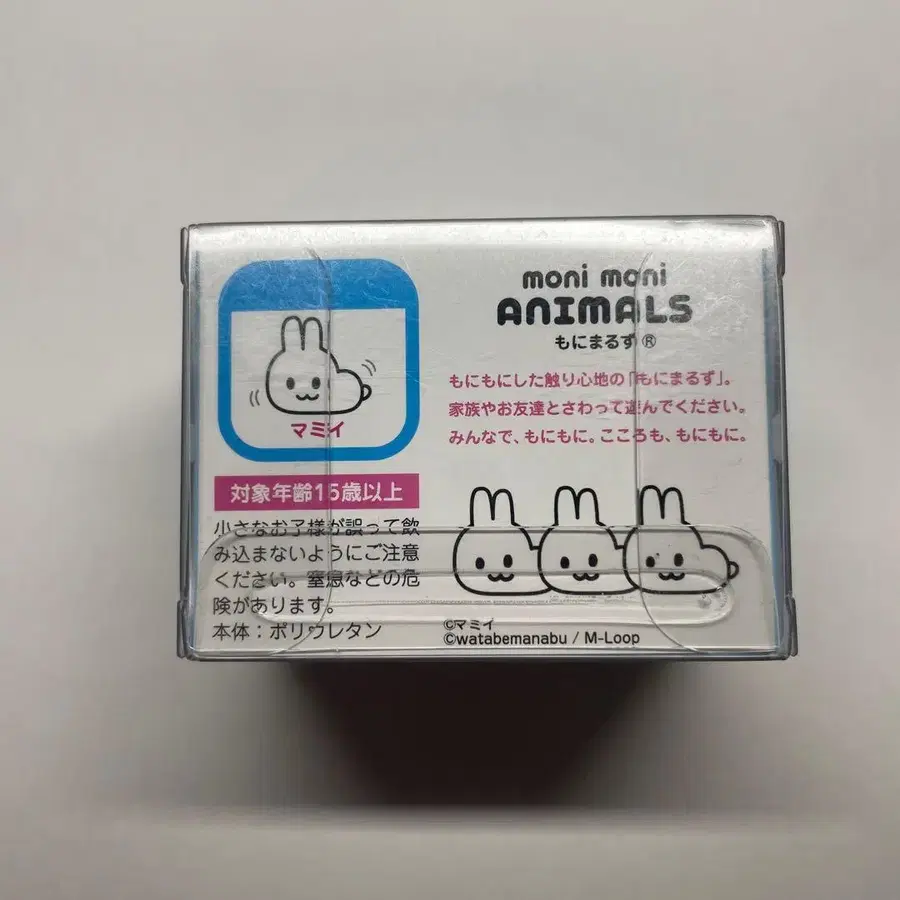 マミイ
対象年齢15歳以上
小さなお子様が誤って飲
み込まないようにご注意
ください。窒息などの危
険があります。
本体：ポリウレタン
moni moni
ANIMALS
もにまるず®
もにもにした触り心地の「もにまるず」。
家族やお友達とさわって遊んでください。
みんなで、もにもに。こころも、もにもに。
©マミイ
©watabemanabu / M-Loop